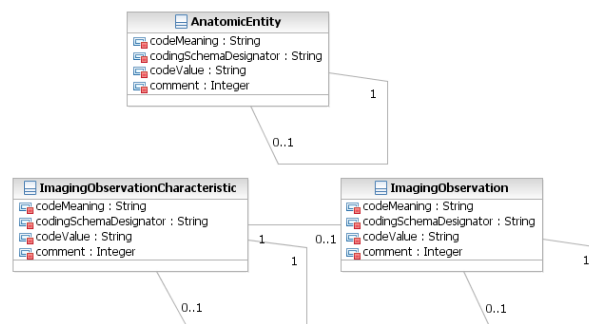 AnatomicEntity
codeMeaning : String
codingSchemaDesignator : String
codeValue : String
comment : Integer
1
0..1
ImagingObservationCharacteristic
codeMeaning : String
codingSchemaDesignator : String
codeValue : String
comment : Integer
1
0..1
1
0..1
ImagingObservation
codeMeaning : String
codingSchemaDesignator : String
codeValue : String
comment : Integer
1
0..1